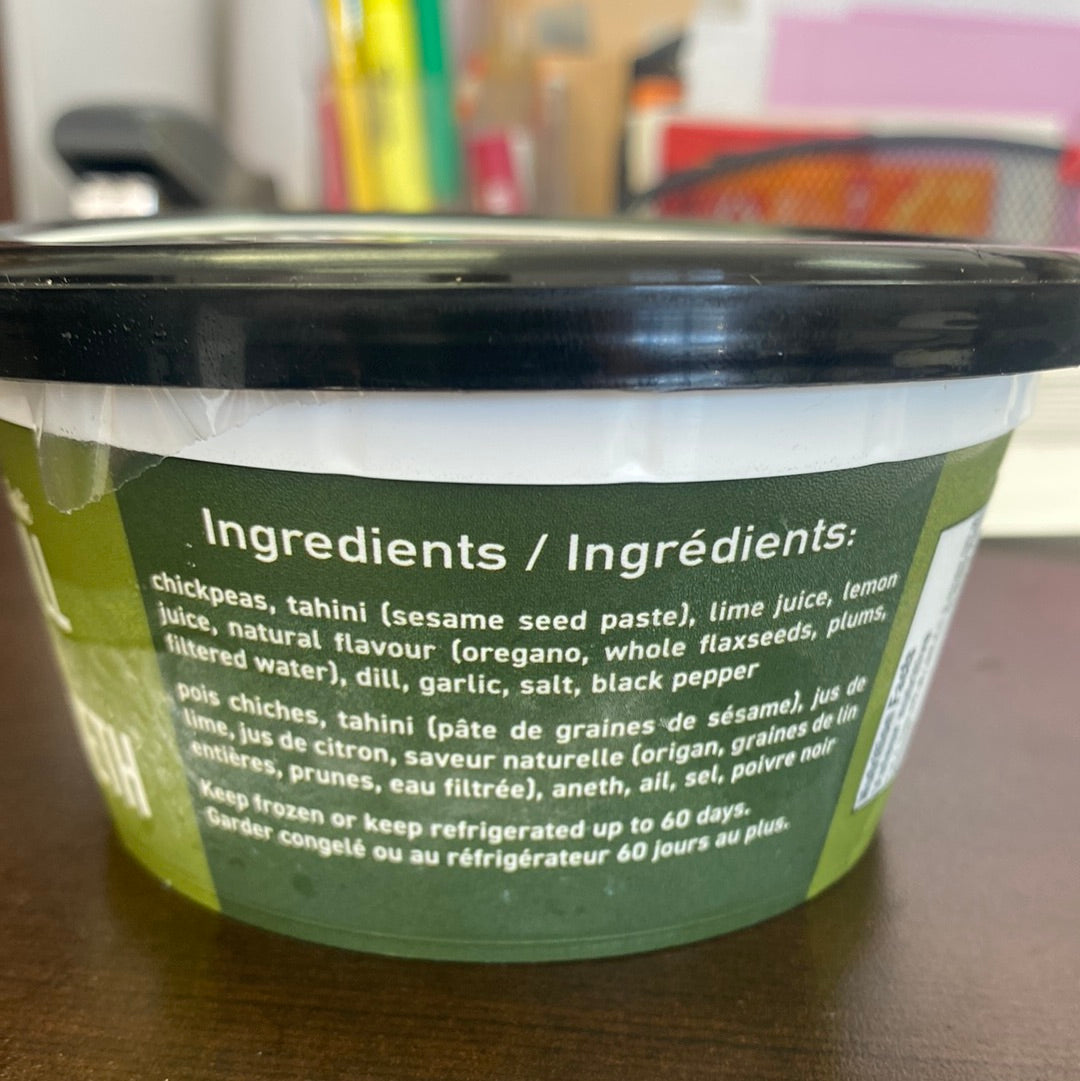 Ingredients / Ingrédients:
chickpeas, tahini (sesame seed paste), lime juice, lemon
juice, natural flavour (oregano, whole flaxseeds, plums,
filtered water), dill, garlic, salt, black pepper
pois chiches, tahini (pâte de graines de sésame), jus de
lime, jus de citron, saveur naturelle (origan, graines de lin
entières, prunes, eau filtrée), aneth, ail, sel, poivre noir
Keep frozen or keep refrigerated up to 60 days.
Garder congelé ou au réfrigérateur 60 jours au plus.